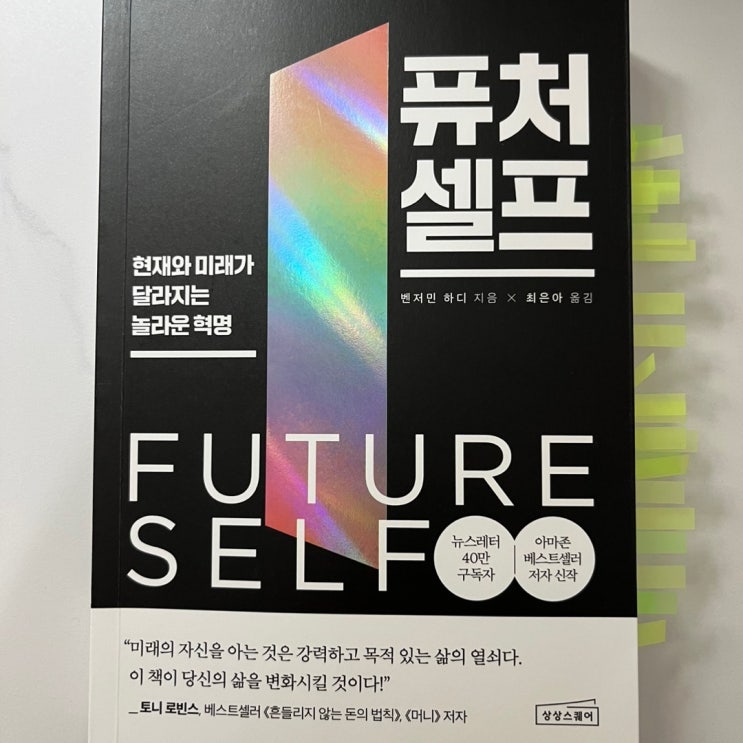 퓨처
셀프
벤저민 하디 지음 × 최은아 옮김
현재와 미래가
달라지는
놀라운 혁명
FUTURE
SELF
뉴스레터
40만
구독자
아마존
베스트셀러
저자 신작
“미래의 자신을 아는 것은 강력하고 목적 있는 삶의 열쇠다.
이 책이 당신의 삶을 변화시킬 것이다!”
_토니 로빈스, 베스트셀러 《흔들리지 않는 돈의 법칙》, 《머니》 저자
상상스퀘어